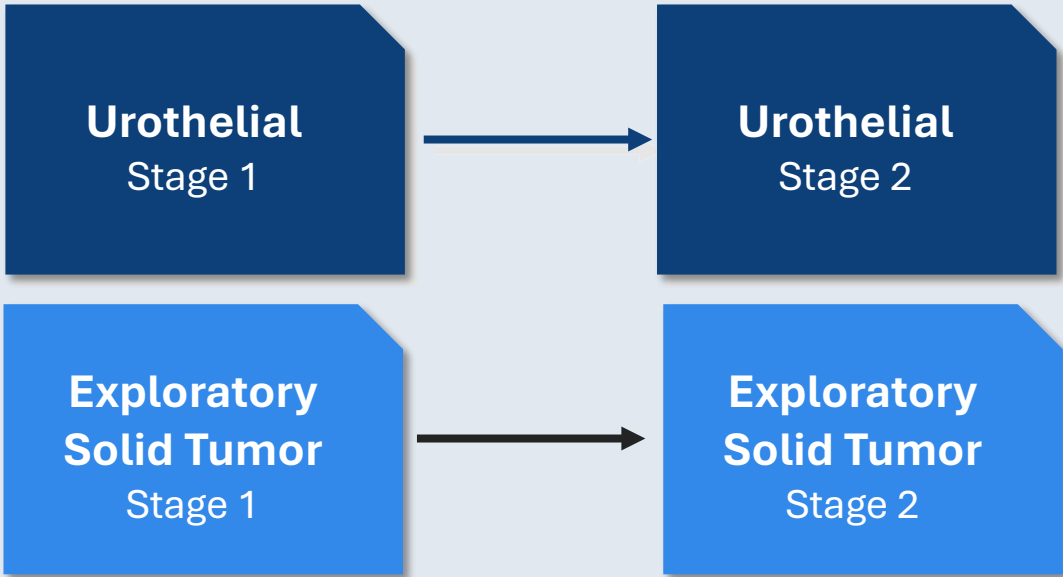 Urothelial
Stage 1
Urothelial
Stage 2
Exploratory
Solid Tumor
Stage 1
Exploratory
Solid Tumor
Stage 2